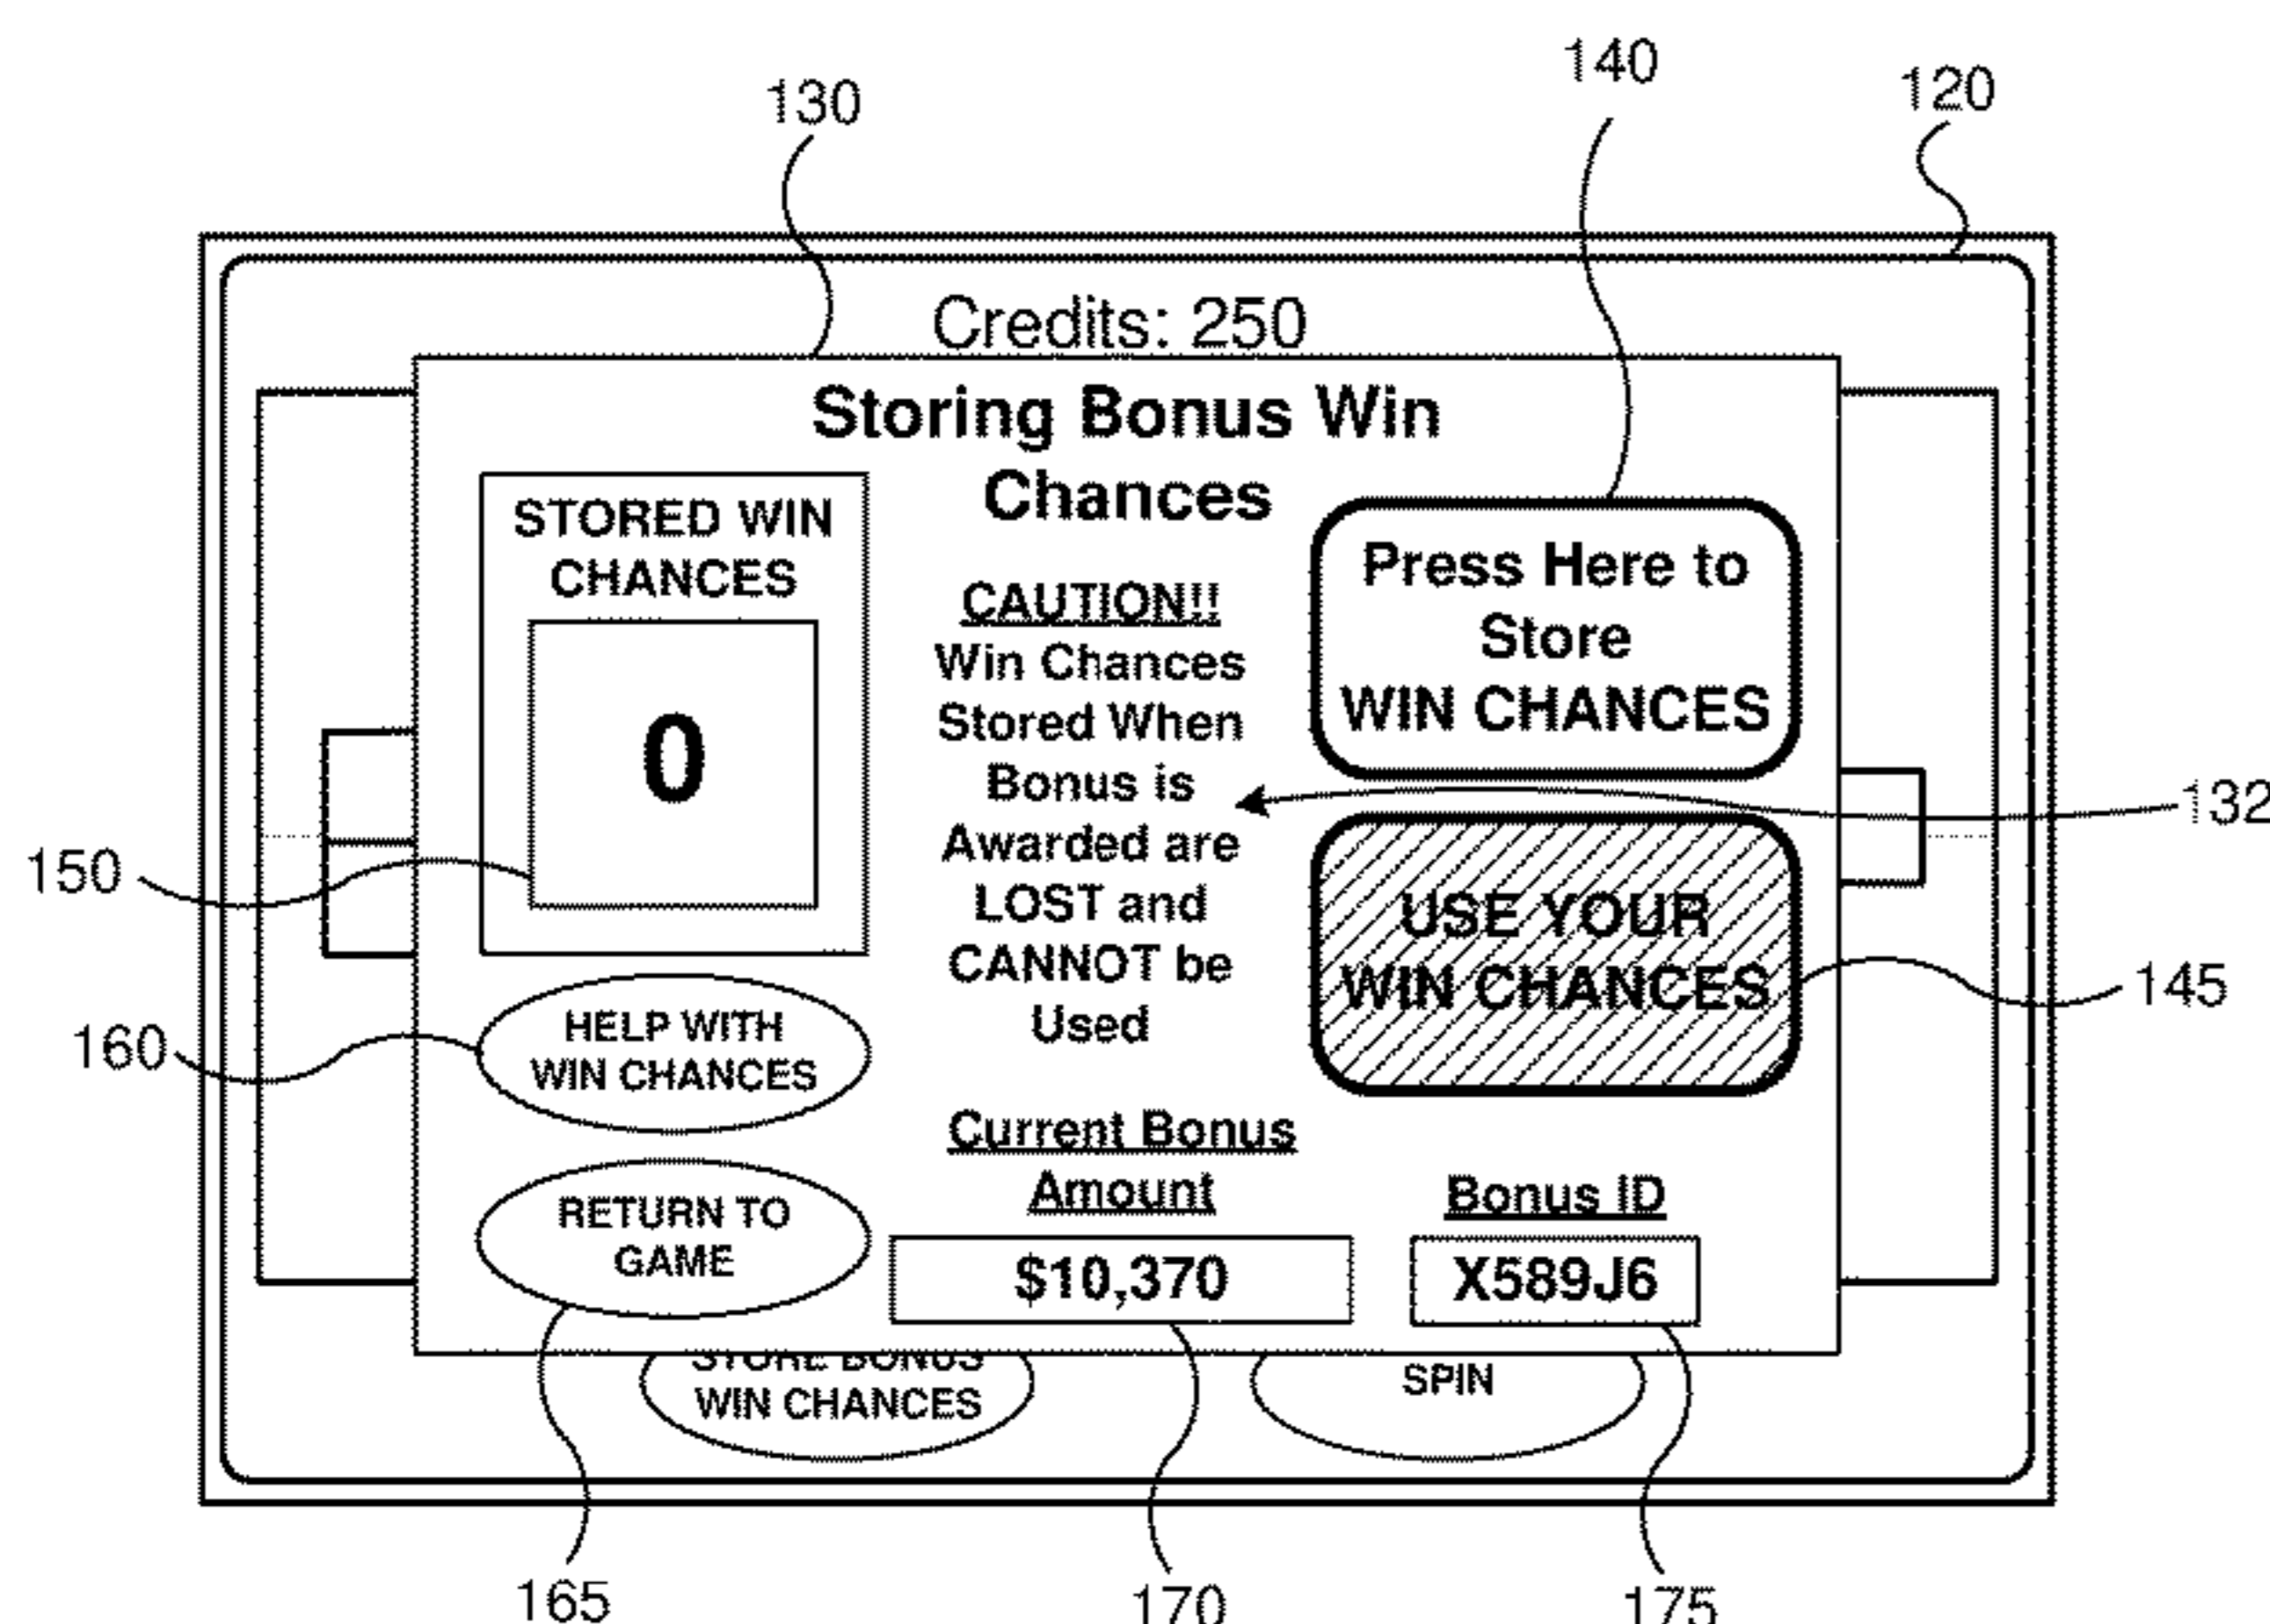 140
130
120
Credits: 250
Storing Bonus Win
Chances
STORED WIN
CHANCES
0
CAUTION!!
Win Chances
Stored When
Bonus is
Awarded are
LOST and
CANNOT be
Used
Press Here to
Store
WIN CHANCES
132
USE YOUR
WIN CHANCES
145
150
160
HELP WITH
WIN CHANCES
RETURN TO
GAME
Current Bonus
Amount
$10,370
Bonus ID
X589J6
STORE BONUS
WIN CHANCES
SPIN
165
170
175